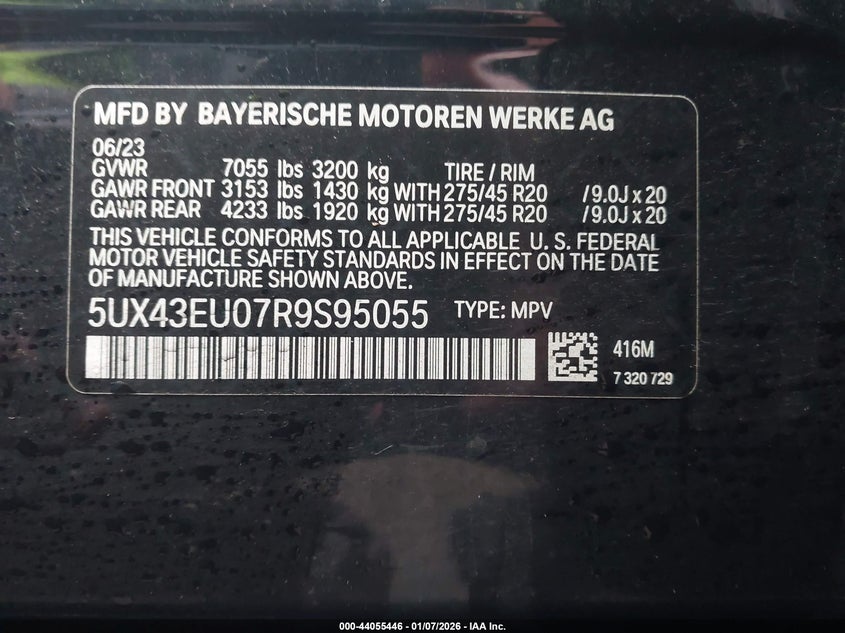 MFD BY BAYERISCHE MOTOREN WERKE AG
06/23
GVWR 7055 lbs 3200 kg TIRE / RIM
GAWR FRONT 3153 lbs 1430 kg WITH 275/45 R20 / 9.0J x 20
GAWR REAR 4233 lbs 1920 kg WITH 275/45 R20 / 9.0J x 20
THIS VEHICLE CONFORMS TO ALL APPLICABLE U. S. FEDERAL
MOTOR VEHICLE SAFETY STANDARDS IN EFFECT ON THE DATE
OF MANUFACTURE SHOWN ABOVE.
5UX43EU07R9S95055 TYPE: MPV
416M
7 320 729
000-44055446 - 01/07/2026 - IAA Inc.